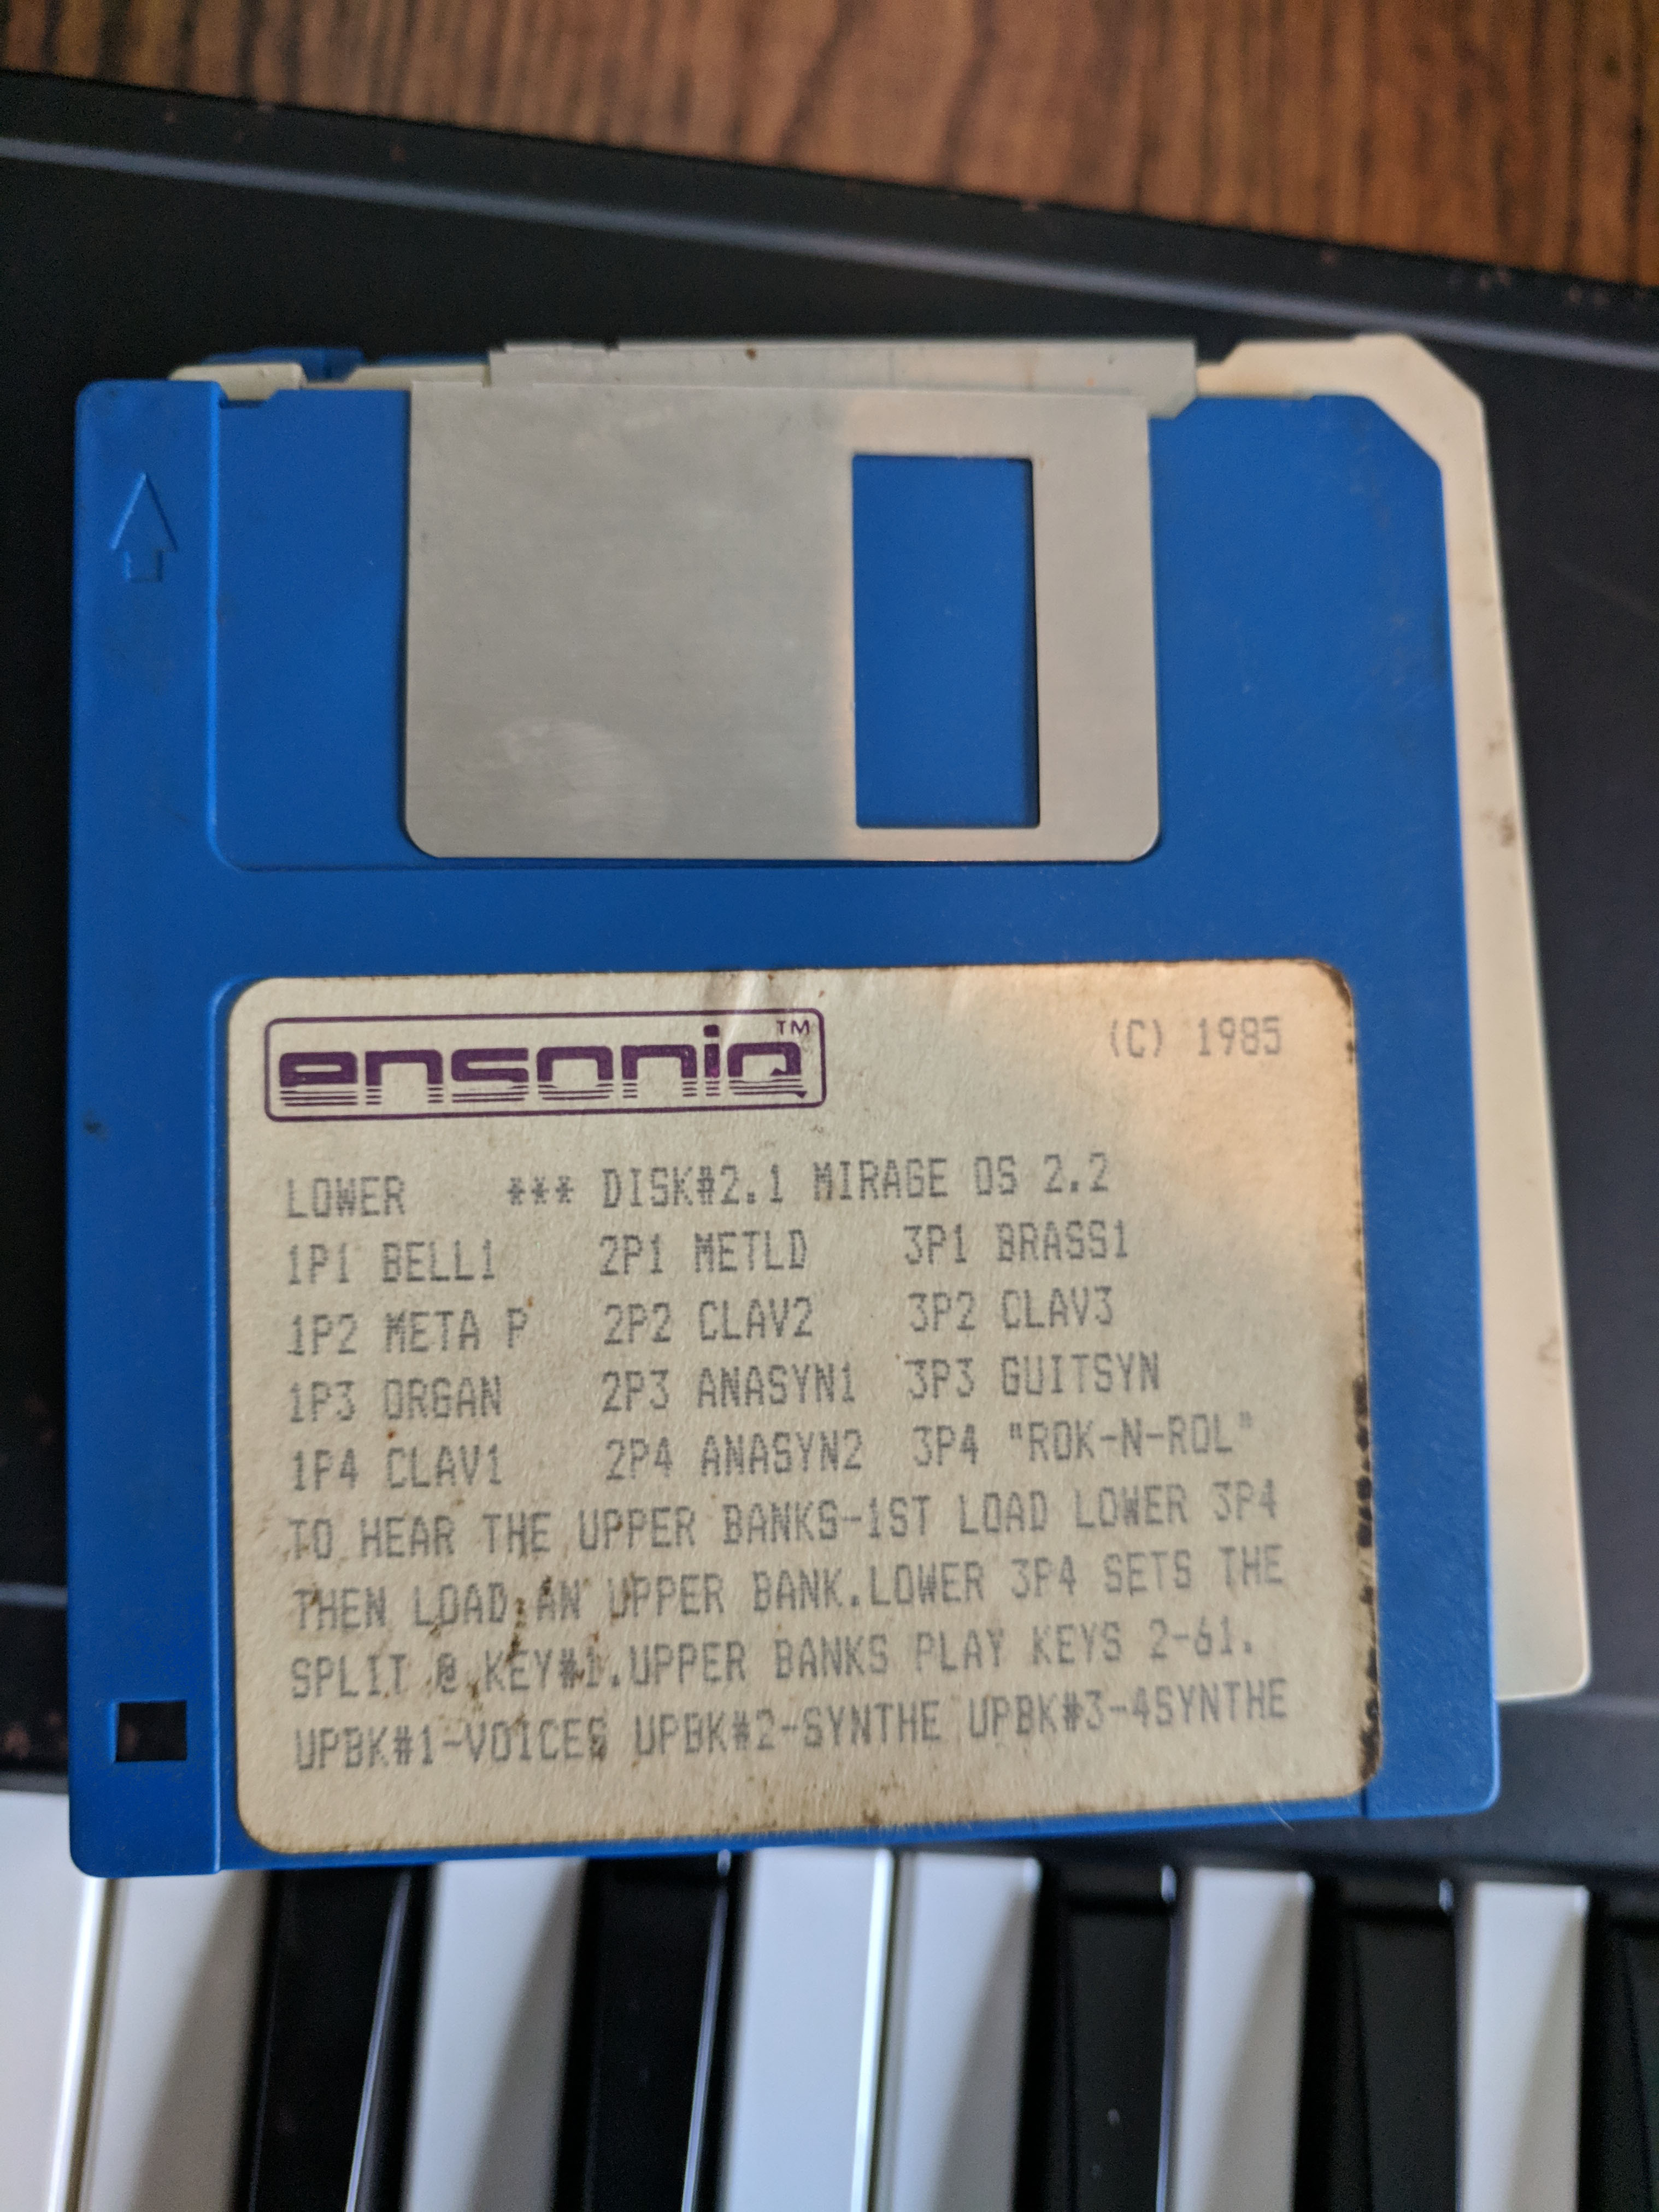 ensoniq™ (C) 1985
LOWER *** DISK#2.1 MIRAGE OS 2.2
1P1 BELL1 2P1 METLD 3P1 BRASS1
1P2 META P 2P2 CLAV2 3P2 CLAV3
1P3 ORGAN 2P3 ANASYN1 3P3 GUITSYN
1P4 CLAV1 2P4 ANASYN2 3P4 "ROK-N-ROL"
TO HEAR THE UPPER BANKS-1ST LOAD LOWER 3P4
THEN LOAD AN UPPER BANK.LOWER 3P4 SETS THE
SPLIT @ KEY#1.UPPER BANKS PLAY KEYS 2-61.
UPBK#1-VOICES UPBK#2-SYNTHE UPBK#3-4SYNTHE